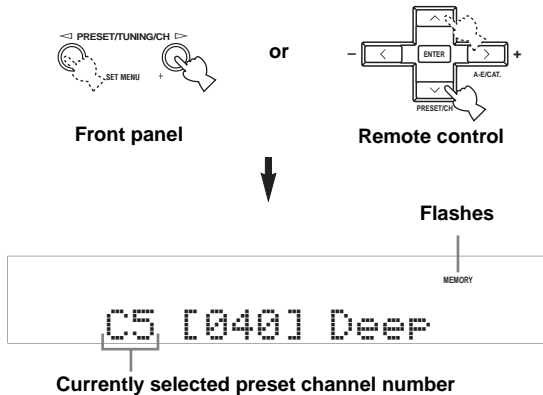 ◁ PRESET/TUNING/CH ▷
SET MENU +
or
– ENTER +
A-E/CAT.
PRESET/CH
Front panel
Remote control
Flashes
MEMORY
C5 [040] Deep
Currently selected preset channel number